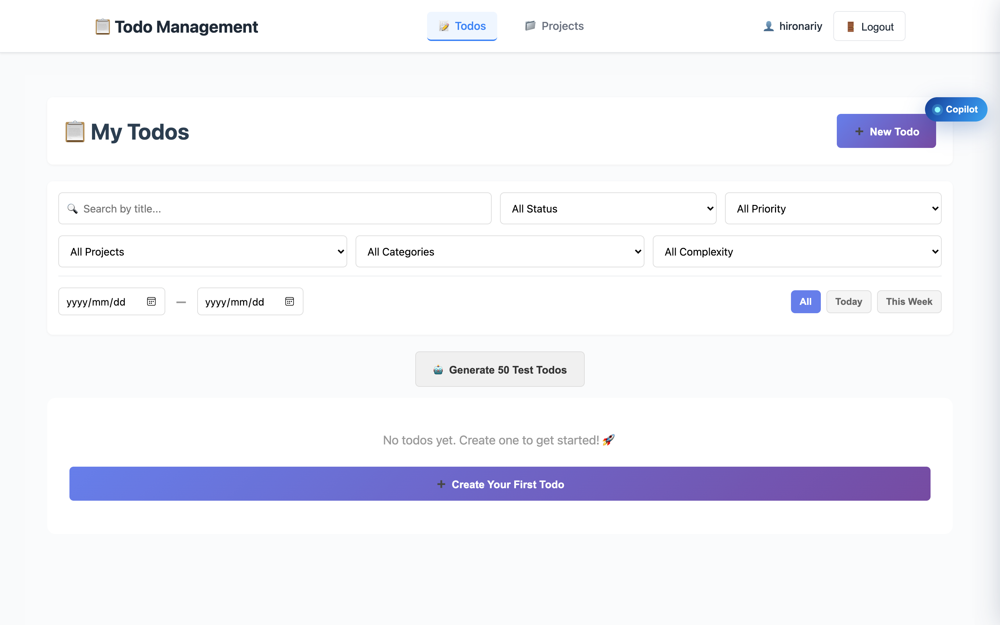 Todo Management
Todos
Projects
hironariy
Logout
Copilot
My Todos
New Todo
Search by title...
All Status
All Priority
All Projects
All Categories
All Complexity
yyyy/mm/dd — yyyy/mm/dd
All
Today
This Week
Generate 50 Test Todos
No todos yet. Create one to get started!
Create Your First Todo